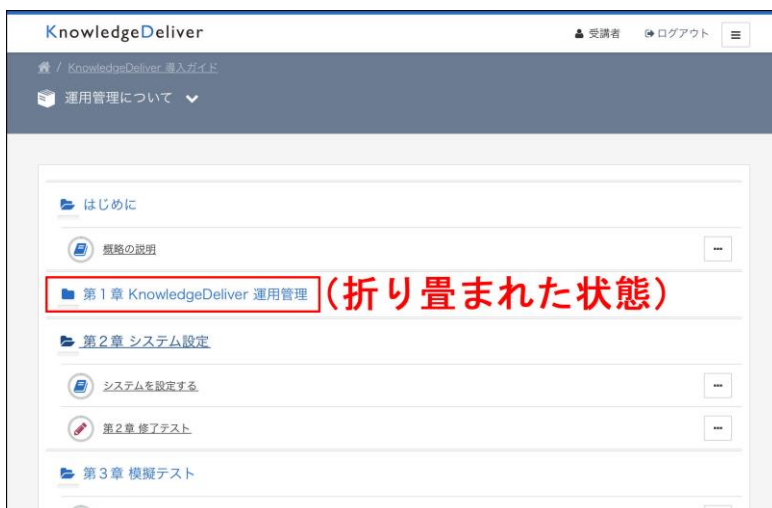 KnowledgeDeliver
受講者 ログアウト
/ KnowledgeDeliver 導入ガイド
運用管理について
はじめに
概略の説明
第1章 KnowledgeDeliver 運用管理 (折り畳まれた状態)
第2章 システム設定
システムを設定する
第2章 修了テスト
第3章 模擬テスト